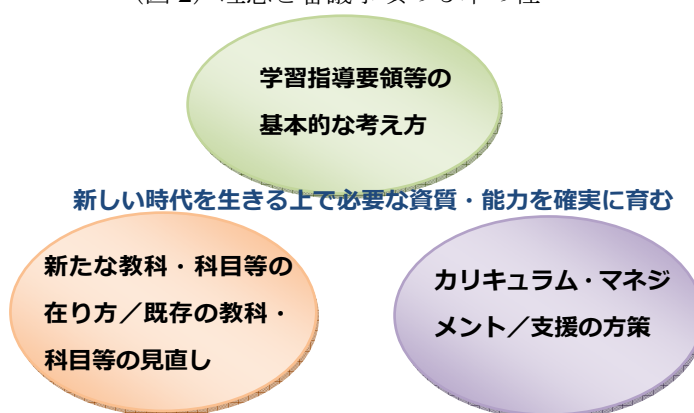 学習指導要領等の
基本的な考え方
新しい時代を生きる上で必要な資質・能力を確実に育む
新たな教科・科目等の
在り方／既存の教科・
科目等の見直し
カリキュラム・マネジ
メント／支援の方策